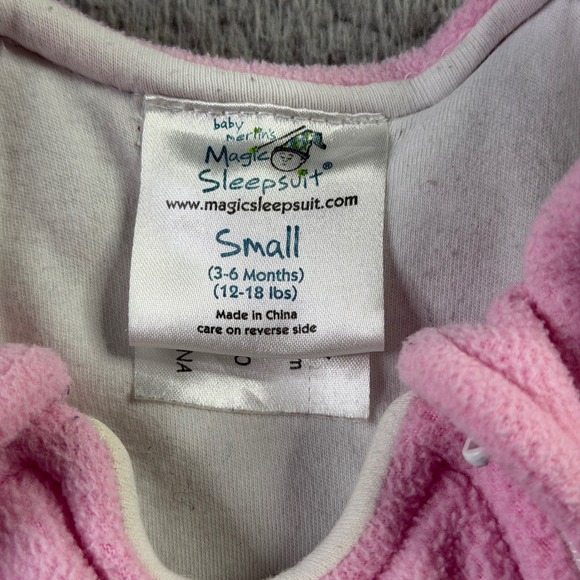 baby
merlin's
Magic
Sleepsuit®
www.magicsleepsuit.com
Small
(3-6 Months)
(12-18 lbs)
Made in China
care on reverse side